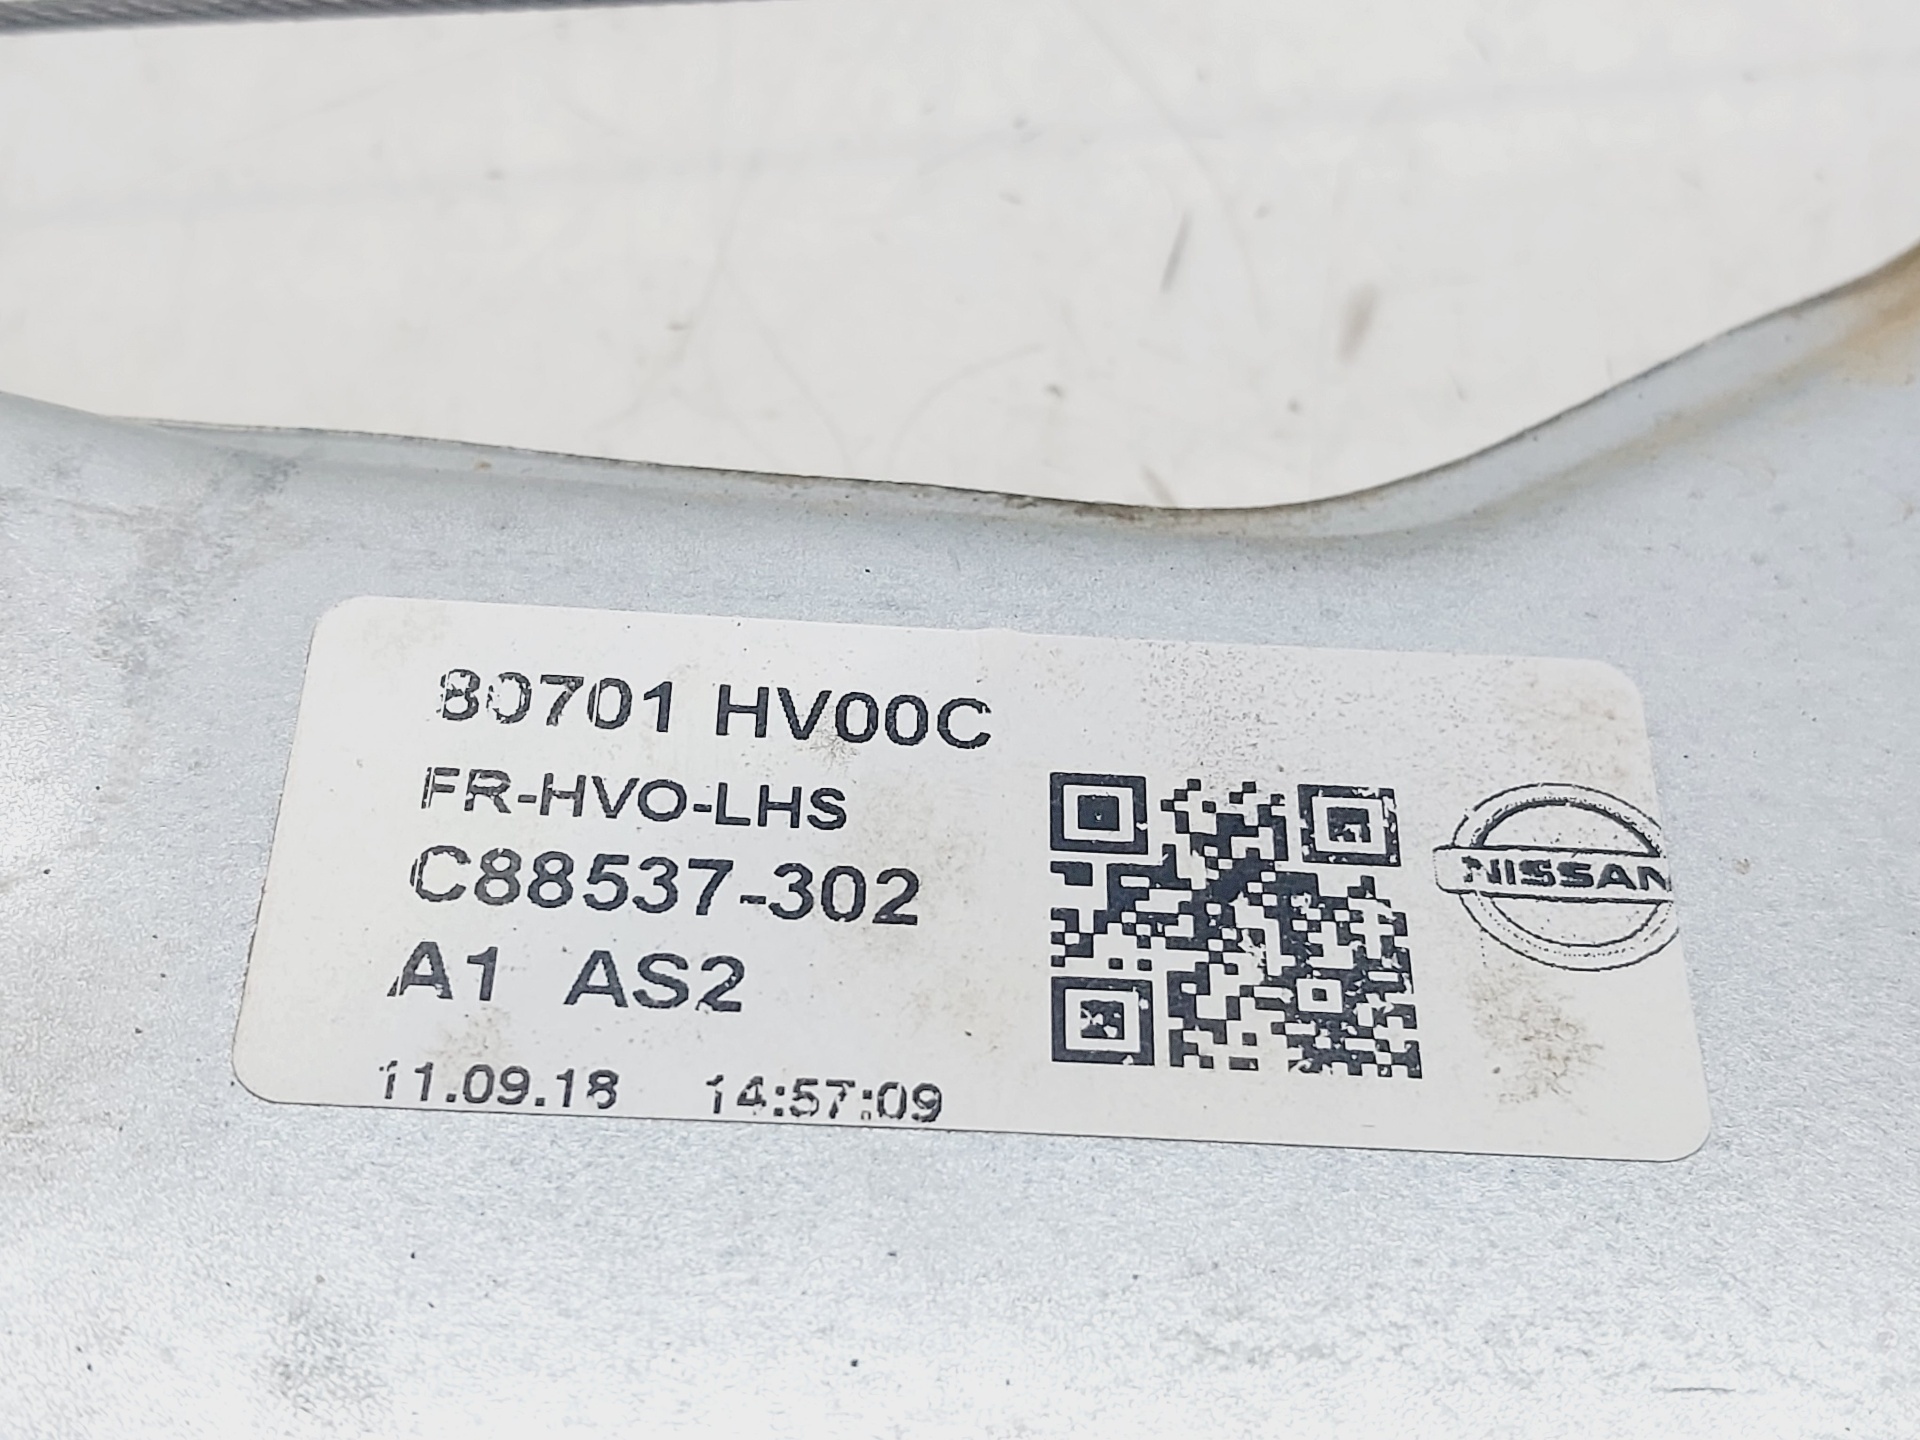 80701 HV00C
FR-HVO-LHS
C88537-302
A1 AS2
11.09.18 14:57:09
NISSAN